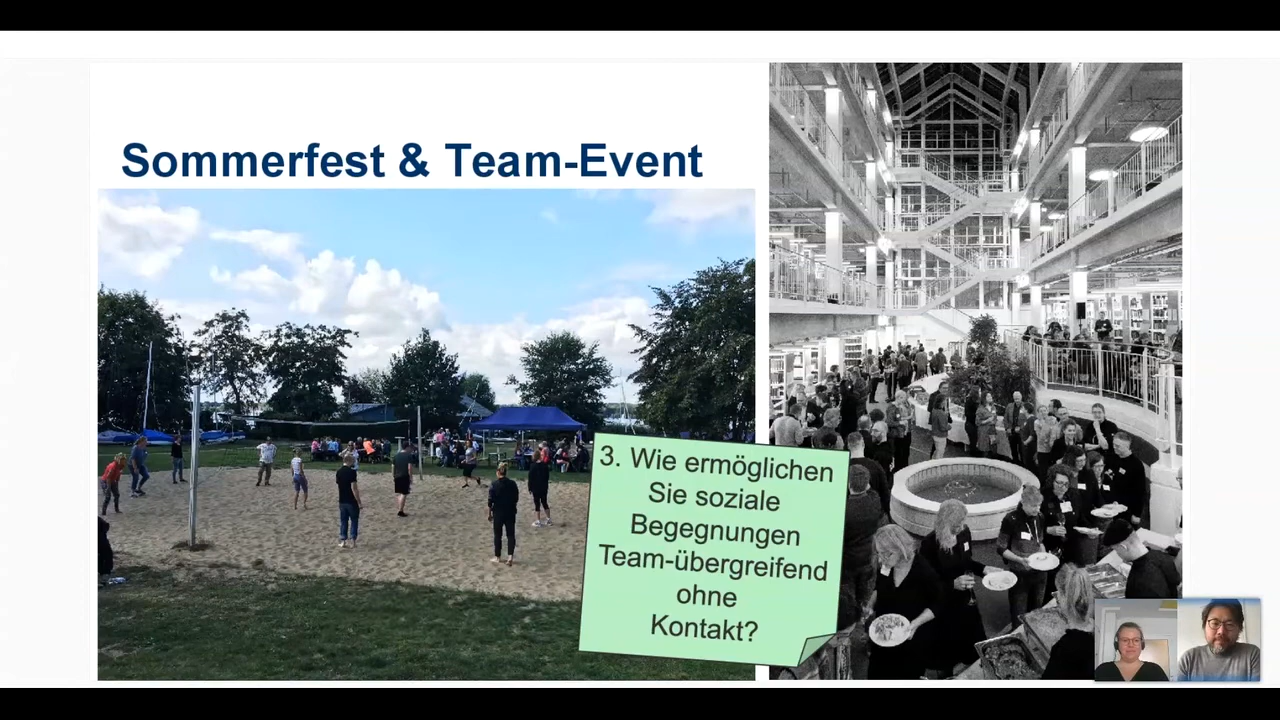 Sommerfest & Team-Event
3. Wie ermöglichen
Sie soziale
Begegnungen
Team-übergreifend
ohne
Kontakt?